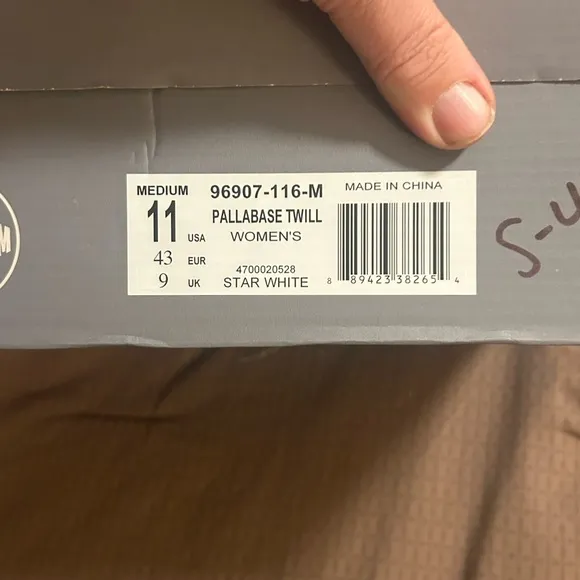 MEDIUM
11 USA
43 EUR
9 UK
96907-116-M
PALLABASE TWILL
WOMEN'S
4700020528
STAR WHITE
MADE IN CHINA
8 89423 38265 4
M